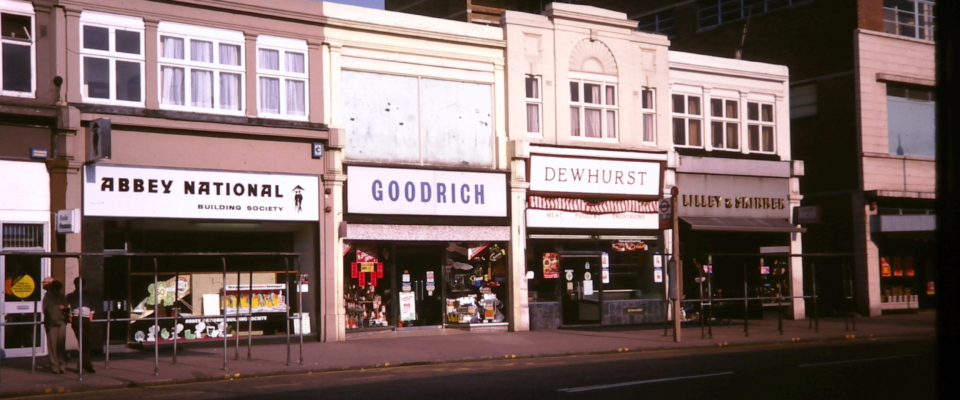 ABBEY NATIONAL
BUILDING SOCIETY
GOODRICH
DEWHURST
LILLEY & SKINNER